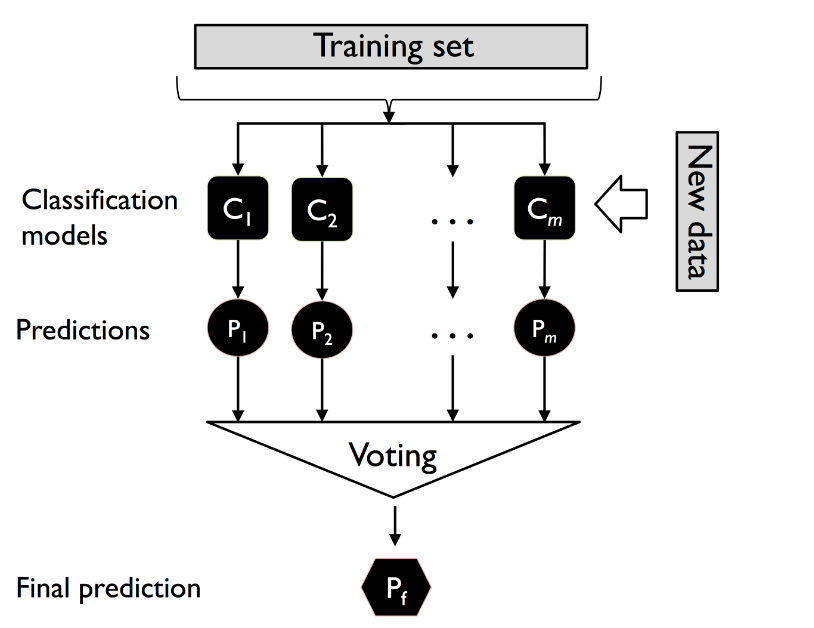 Training set
Classification
models
C1
C2
. . .
Cm
New data
Predictions
P1
P2
. . .
Pm
Voting
Final prediction
Pf